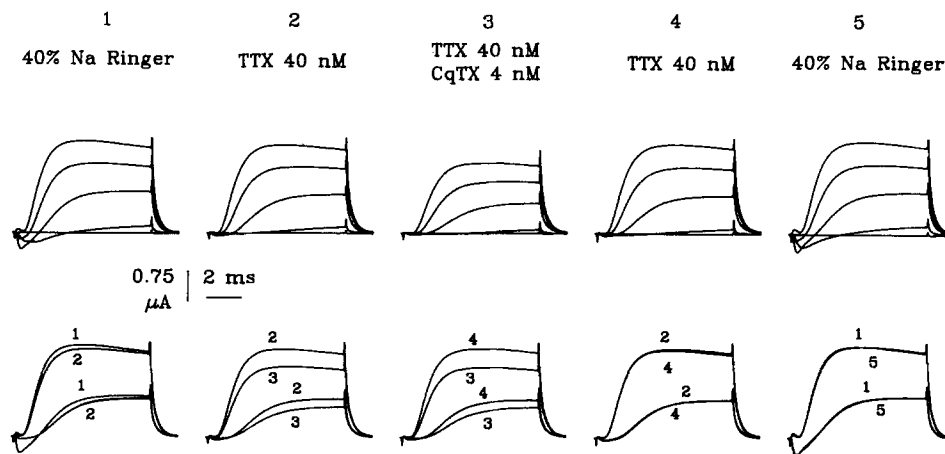 1 2 3 4 5
40% Na Ringer TTX 40 nM TTX 40 nM TTX 40 nM 40% Na Ringer
CqTX 4 nM
0.75 2 ms
μA
1 2 4 2 1
2 3 3 4 5
1 2 4 2 1
2 3 3 4 5